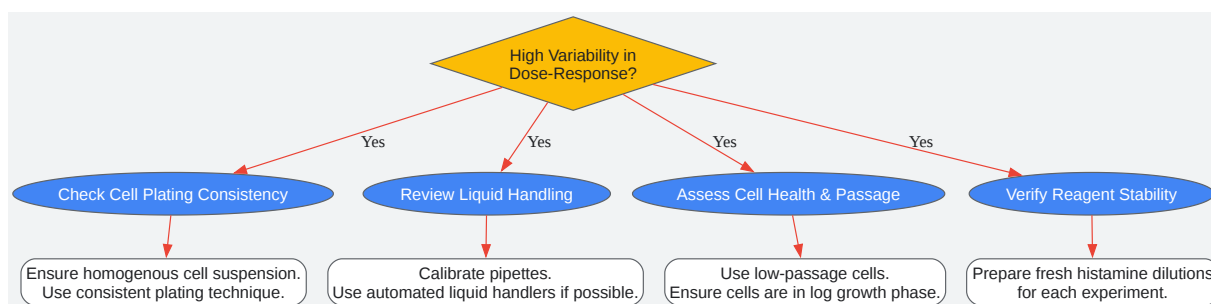 High Variability in
Dose-Response?
Yes
Yes
Yes
Yes
Check Cell Plating Consistency
Review Liquid Handling
Assess Cell Health & Passage
Verify Reagent Stability
Ensure homogenous cell suspension.
Use consistent plating technique.
Calibrate pipettes.
Use automated liquid handlers if possible.
Use low-passage cells.
Ensure cells are in log growth phase.
Prepare fresh histamine dilutions
for each experiment.